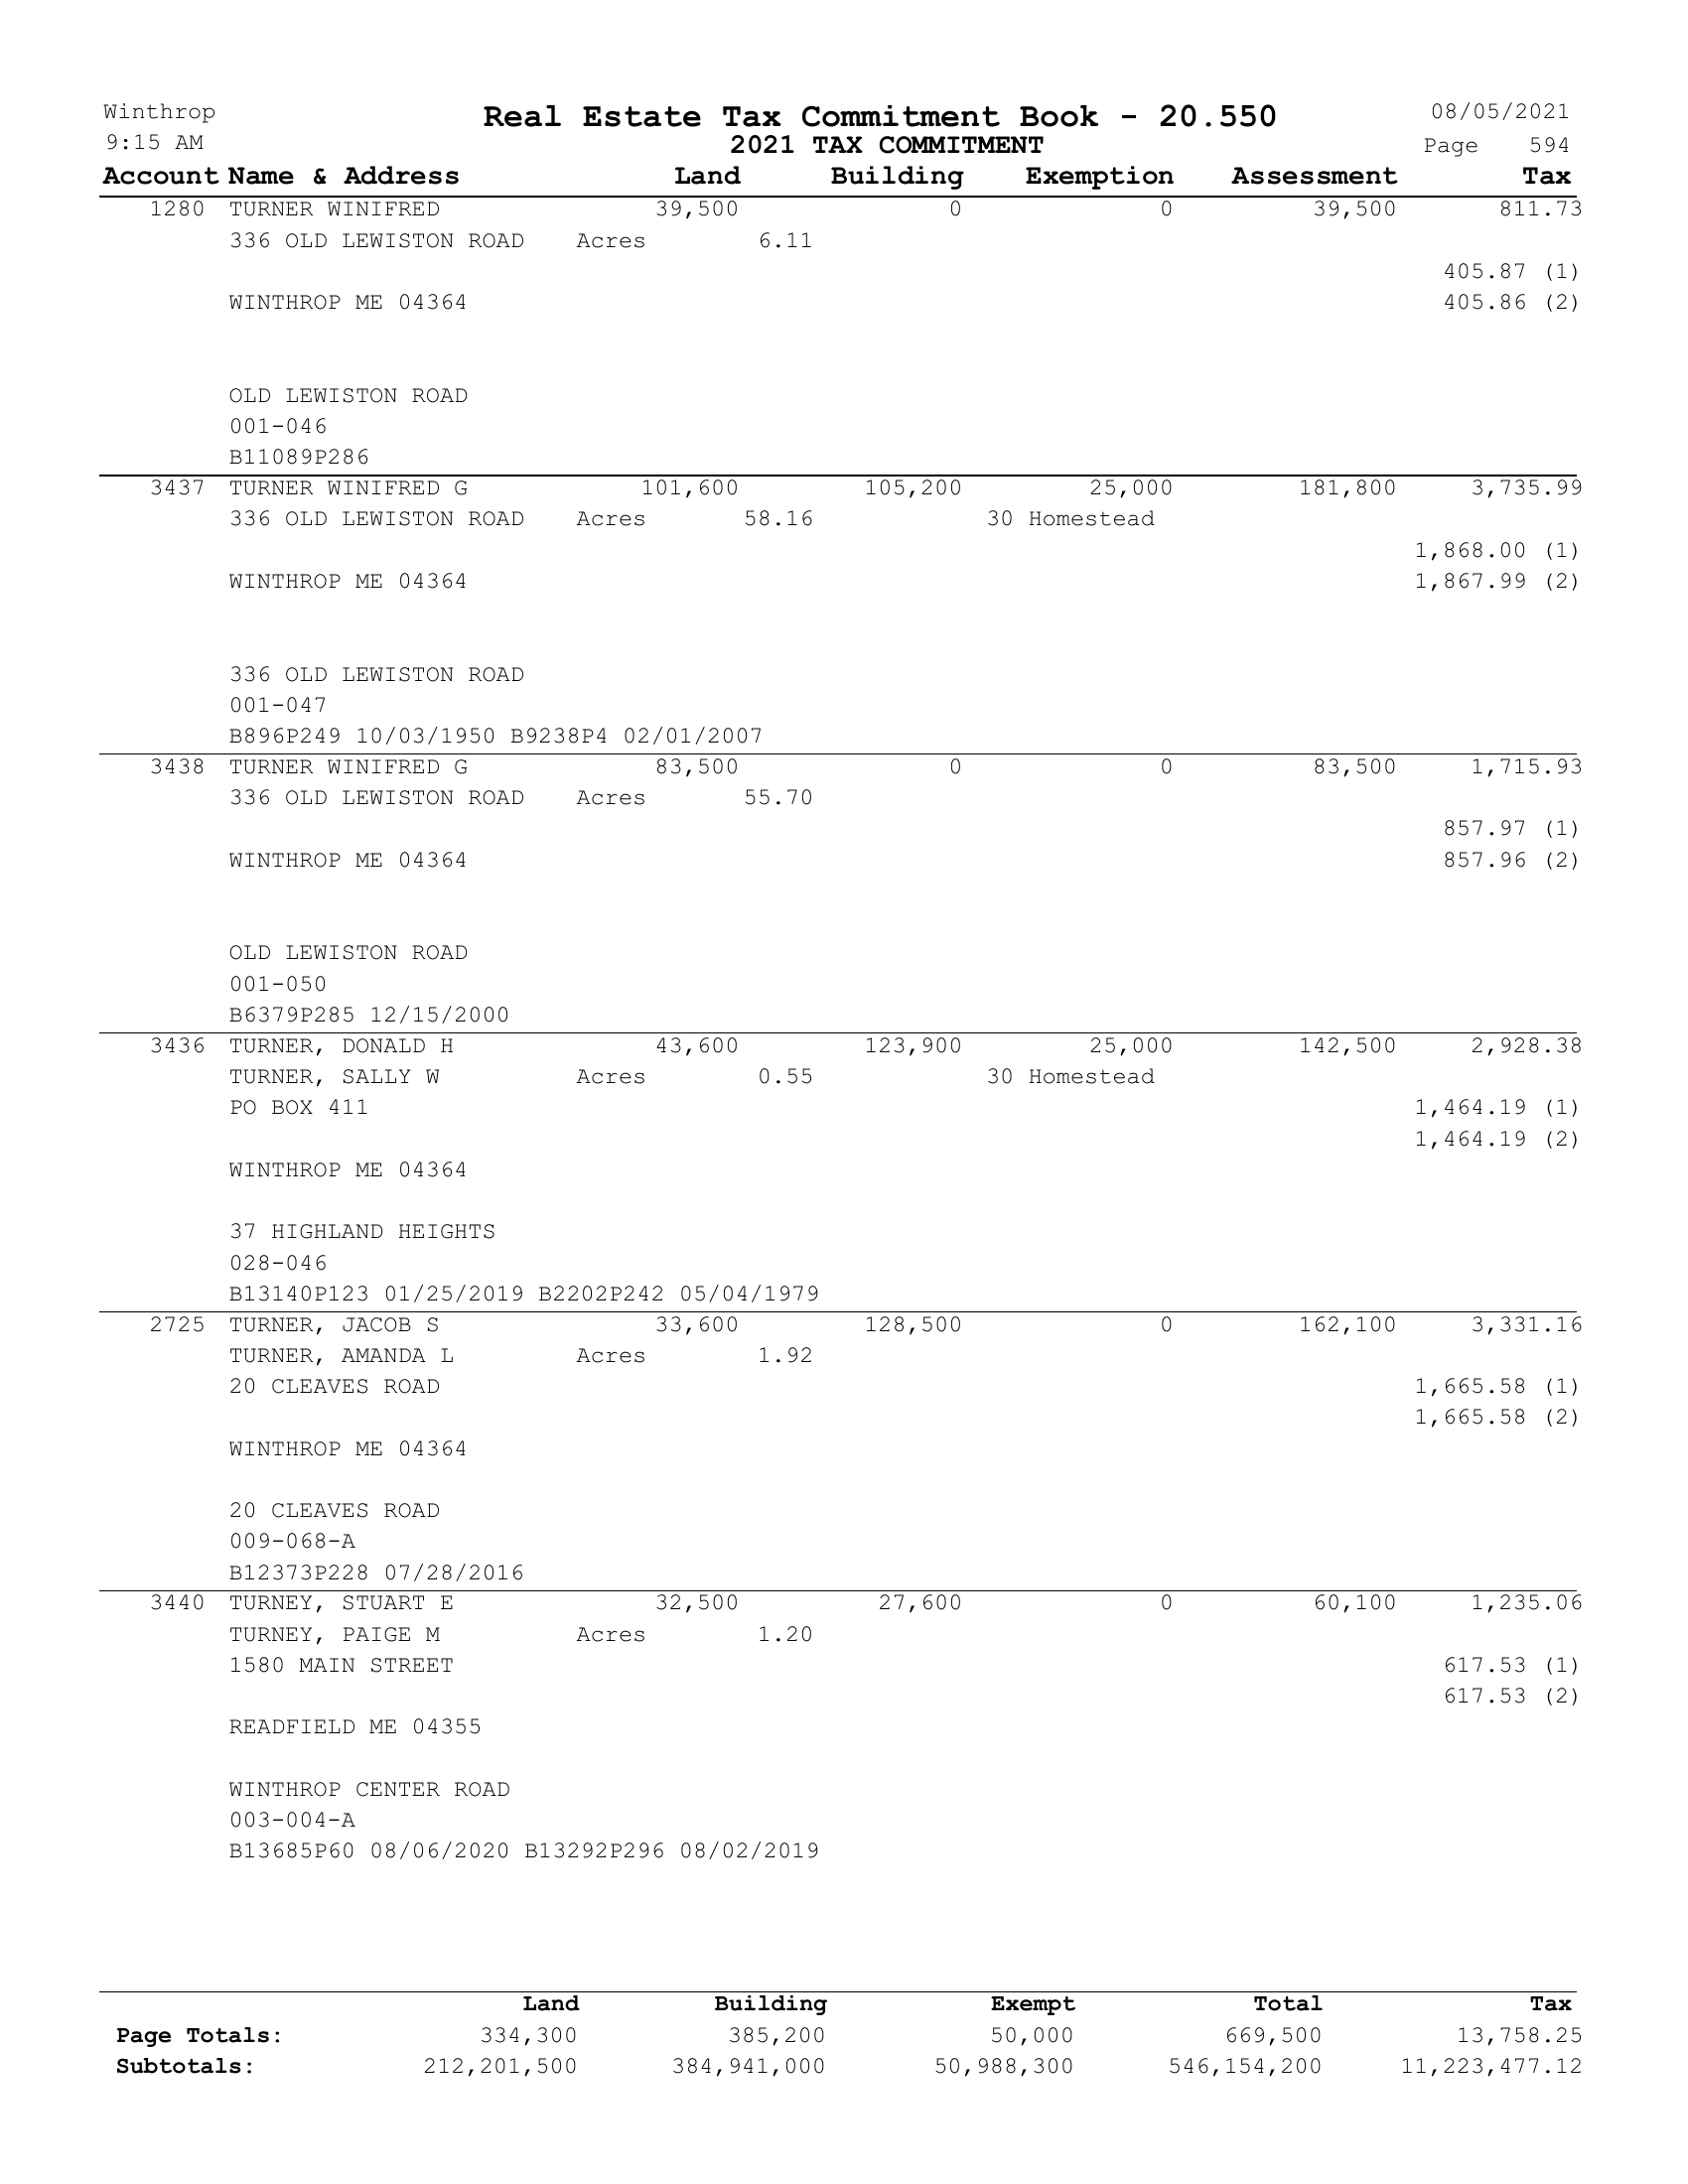 Winthrop Real Estate Tax Commitment Book - 20.550 08/05/2021
9:15 AM 2021 TAX COMMITMENT Page 594
Account Name & Address Land Building Exemption Assessment Tax
1280 TURNER WINIFRED 39,500 0 0 39,500 811.73
336 OLD LEWISTON ROAD Acres 6.11
405.87 (1)
WINTHROP ME 04364 405.86 (2)
OLD LEWISTON ROAD
001-046
B11089P286
3437 TURNER WINIFRED G 101,600 105,200 25,000 181,800 3,735.99
336 OLD LEWISTON ROAD Acres 58.16 30 Homestead
1,868.00 (1)
WINTHROP ME 04364 1,867.99 (2)
336 OLD LEWISTON ROAD
001-047
B896P249 10/03/1950 B9238P4 02/01/2007
3438 TURNER WINIFRED G 83,500 0 0 83,500 1,715.93
336 OLD LEWISTON ROAD Acres 55.70
857.97 (1)
WINTHROP ME 04364 857.96 (2)
OLD LEWISTON ROAD
001-050
B6379P285 12/15/2000
3436 TURNER, DONALD H 43,600 123,900 25,000 142,500 2,928.38
TURNER, SALLY W Acres 0.55 30 Homestead
PO BOX 411 1,464.19 (1)
1,464.19 (2)
WINTHROP ME 04364
37 HIGHLAND HEIGHTS
028-046
B13140P123 01/25/2019 B2202P242 05/04/1979
2725 TURNER, JACOB S 33,600 128,500 0 162,100 3,331.16
TURNER, AMANDA L Acres 1.92
20 CLEAVES ROAD 1,665.58 (1)
1,665.58 (2)
WINTHROP ME 04364
20 CLEAVES ROAD
009-068-A
B12373P228 07/28/2016
3440 TURNEY, STUART E 32,500 27,600 0 60,100 1,235.06
TURNEY, PAIGE M Acres 1.20
1580 MAIN STREET 617.53 (1)
617.53 (2)
READFIELD ME 04355
WINTHROP CENTER ROAD
003-004-A
B13685P60 08/06/2020 B13292P296 08/02/2019
Land Building Exempt Total Tax
Page Totals: 334,300 385,200 50,000 669,500 13,758.25
Subtotals: 212,201,500 384,941,000 50,988,300 546,154,200 11,223,477.12